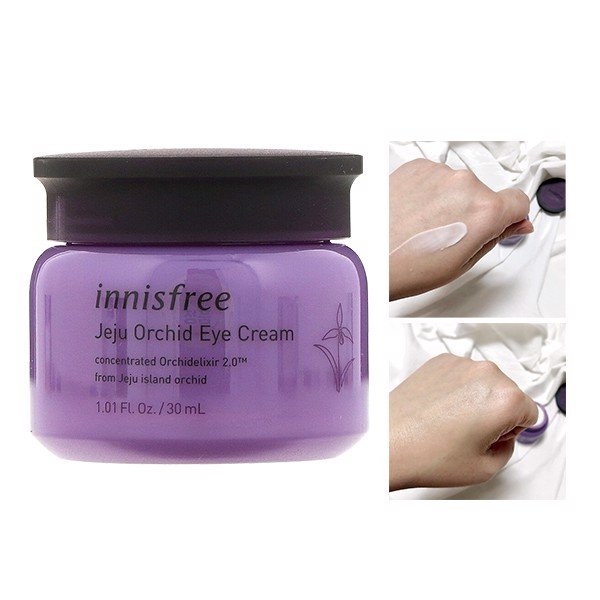 innisfree
Jeju Orchid Eye Cream
concentrated Orchidelixir 2.0™
from Jeju island orchid
1.01 Fl. Oz. / 30 mL